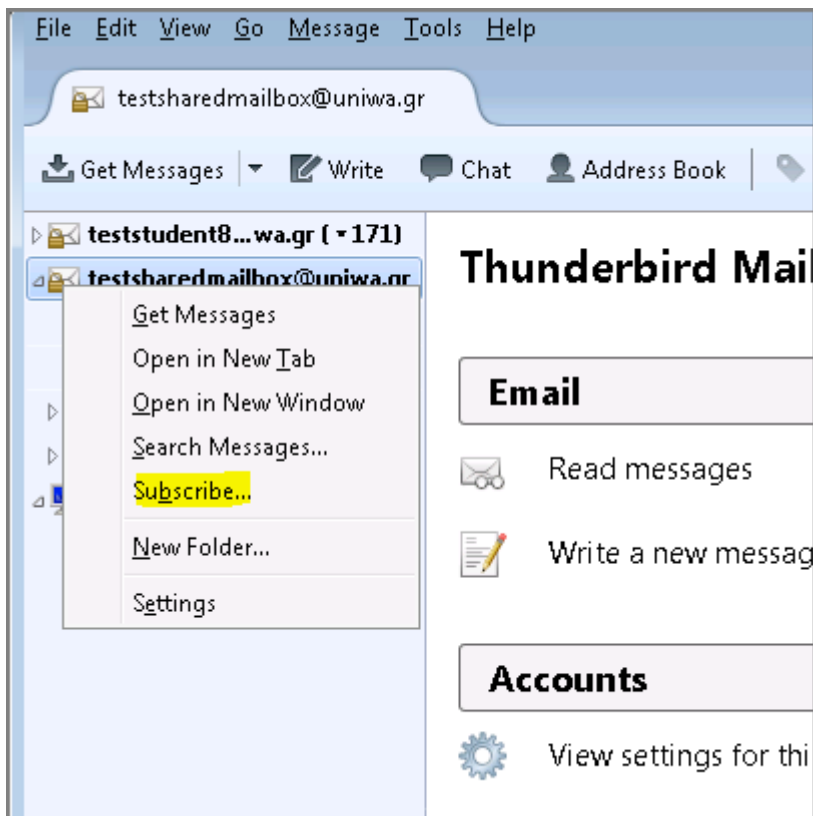 File Edit View Go Message Tools Help
testsharedmailbox@uniwa.gr
Get Messages Write Chat Address Book
teststudent8...wa.gr ( 171)
testsharedmailbox@uniwa.gr
Get Messages
Open in New Tab
Open in New Window
Search Messages...
Subscribe...
New Folder...
Settings
Thunderbird Mail
Email
Read messages
Write a new messag
Accounts
View settings for thi